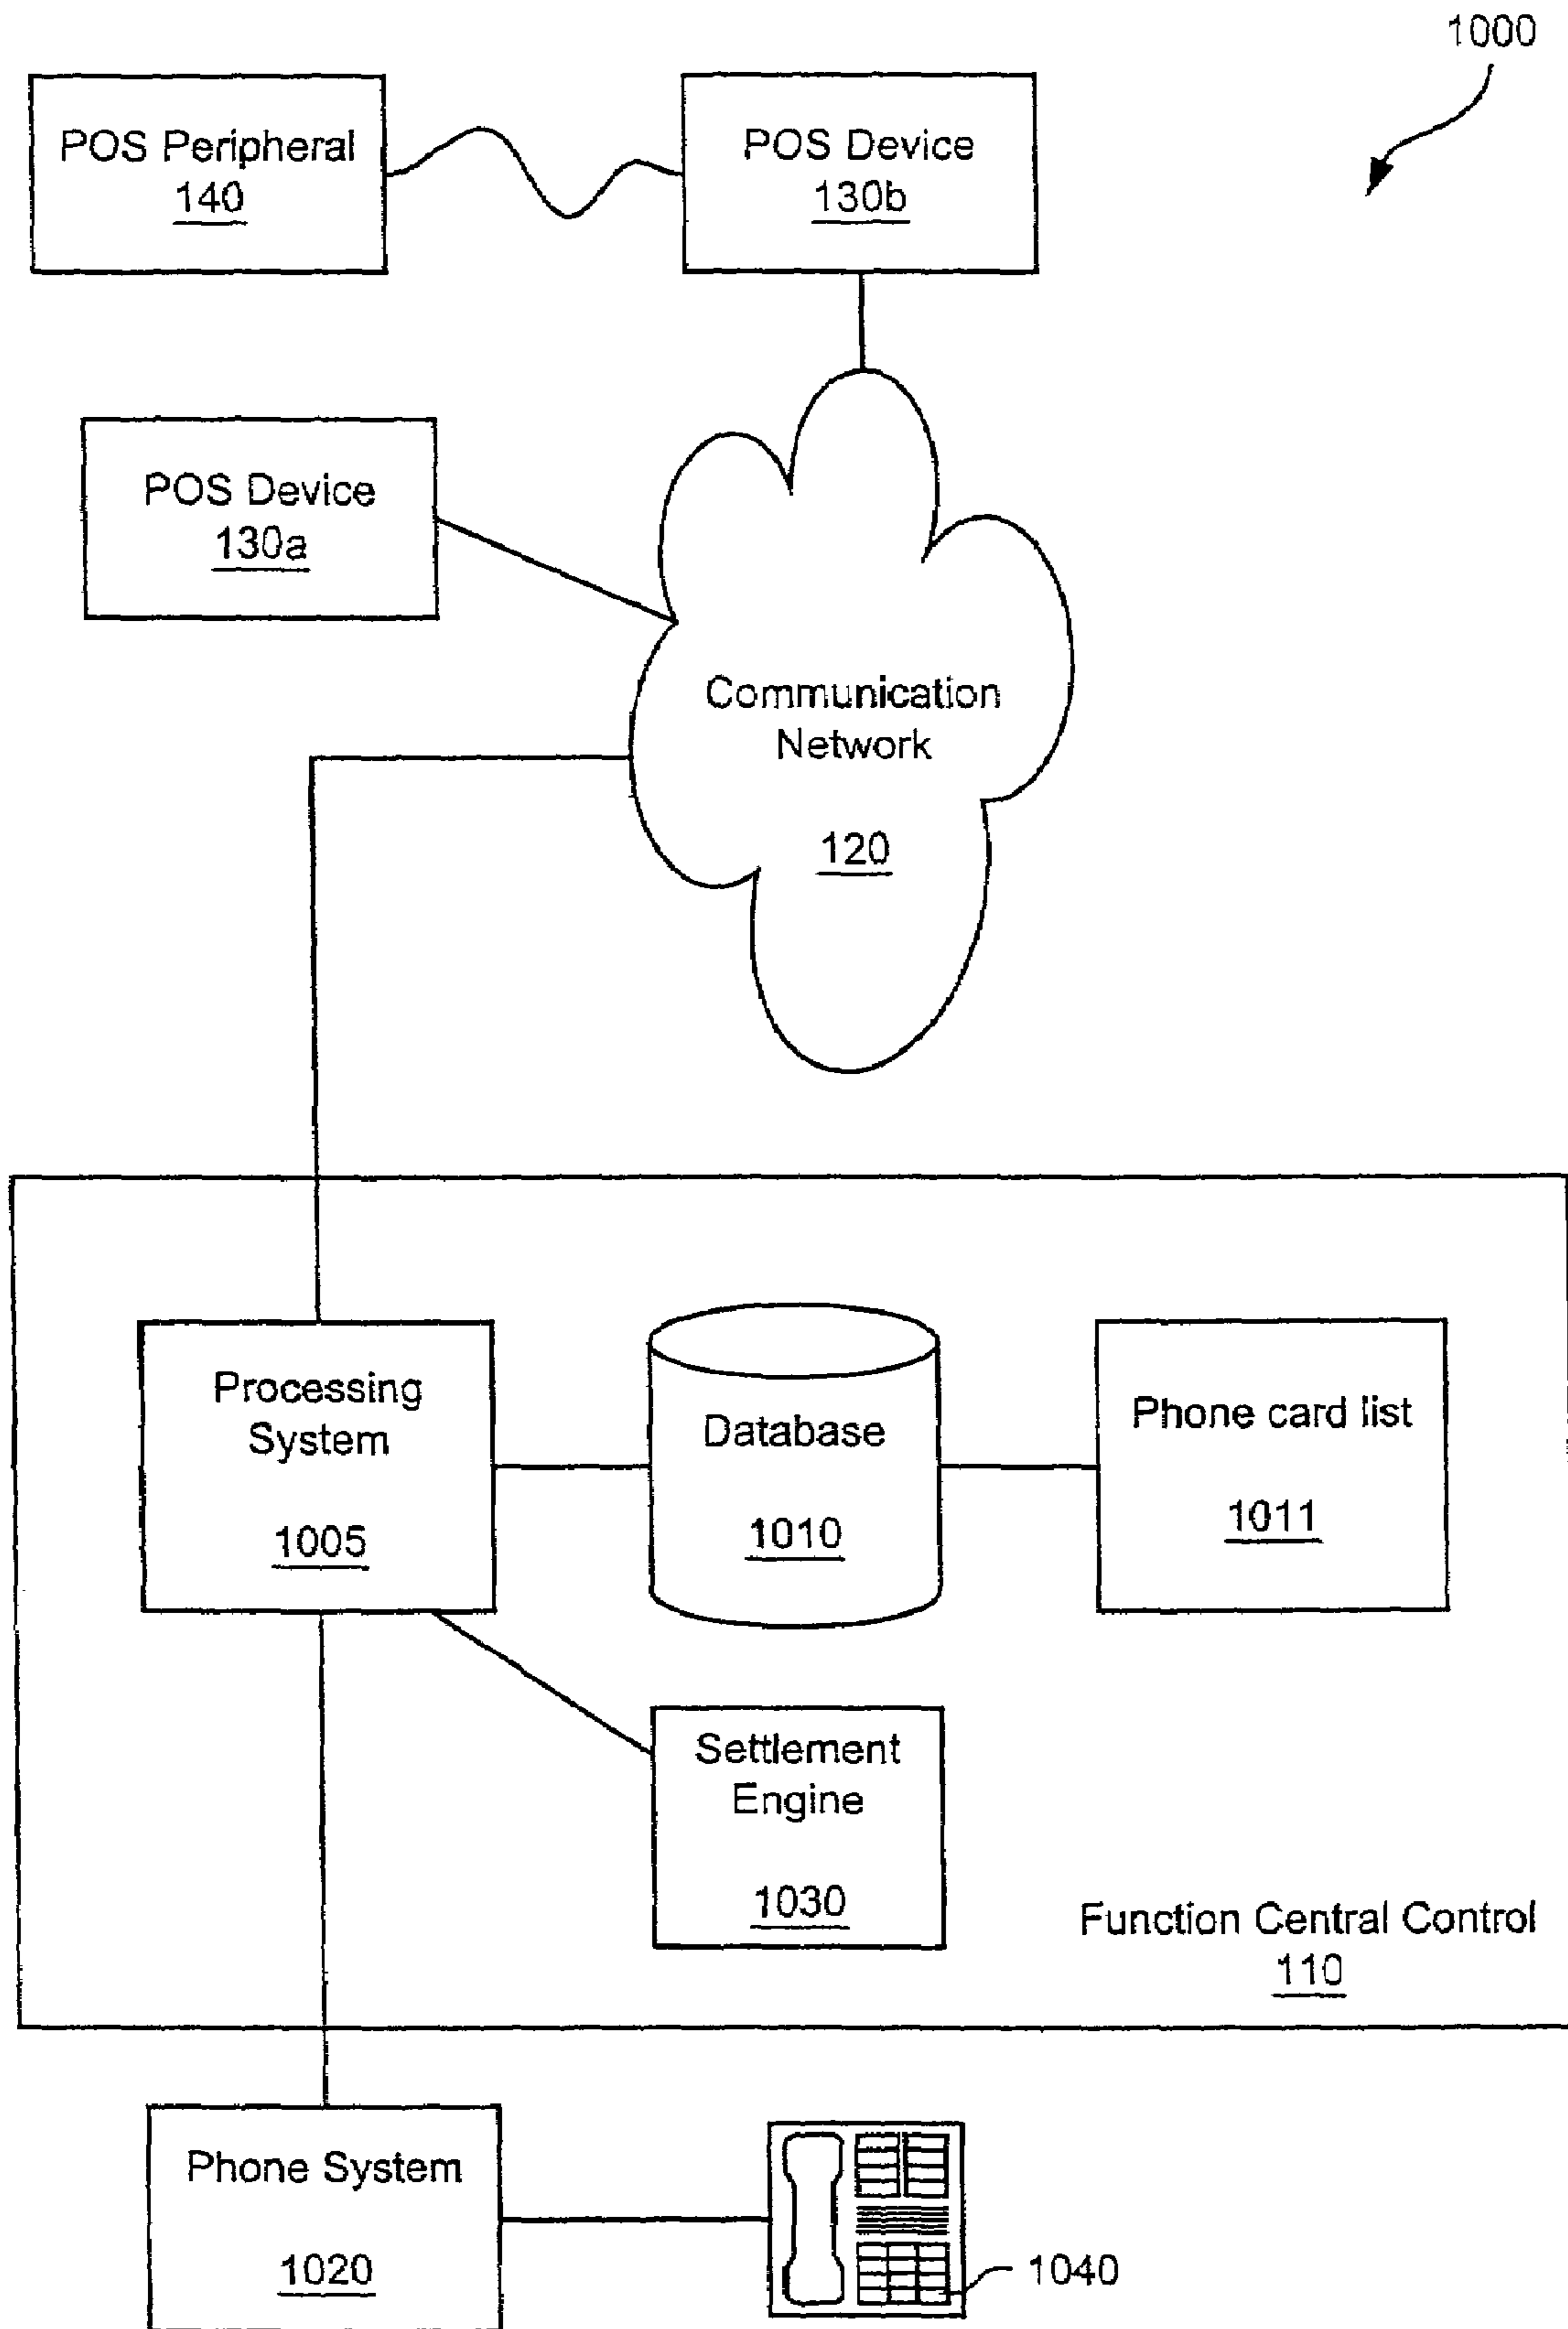 1000
POS Peripheral
140
POS Device
130b
POS Device
130a
Communication
Network
120
Processing
System
1005
Database
1010
Phone card list
1011
Settlement
Engine
1030
Function Central Control
110
Phone System
1020
1040